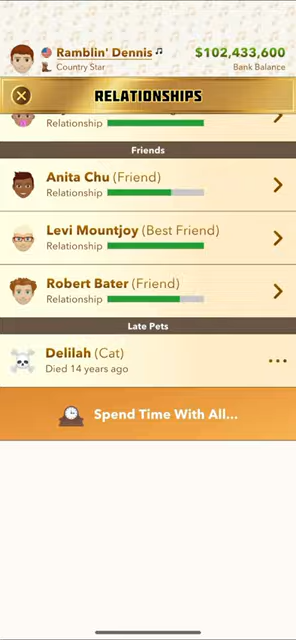 Ramblin' Dennis
$102,433,600
Country Star
Bank Balance
RELATIONSHIPS
Relationship
Friends
Anita Chu (Friend)
Relationship
Levi Mountjoy (Best Friend)
Relationship
Robert Bater (Friend)
Relationship
Late Pets
Delilah (Cat)
Died 14 years ago
Spend Time With All...